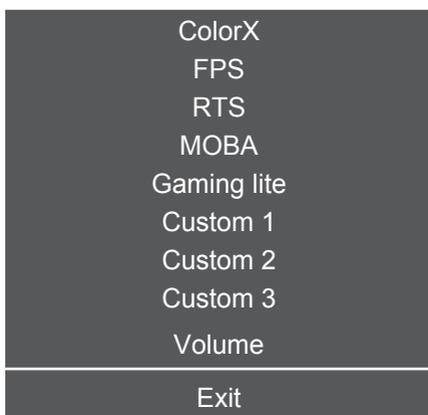 ColorX
FPS
RTS
MOBA
Gaming lite
Custom 1
Custom 2
Custom 3
Volume
Exit